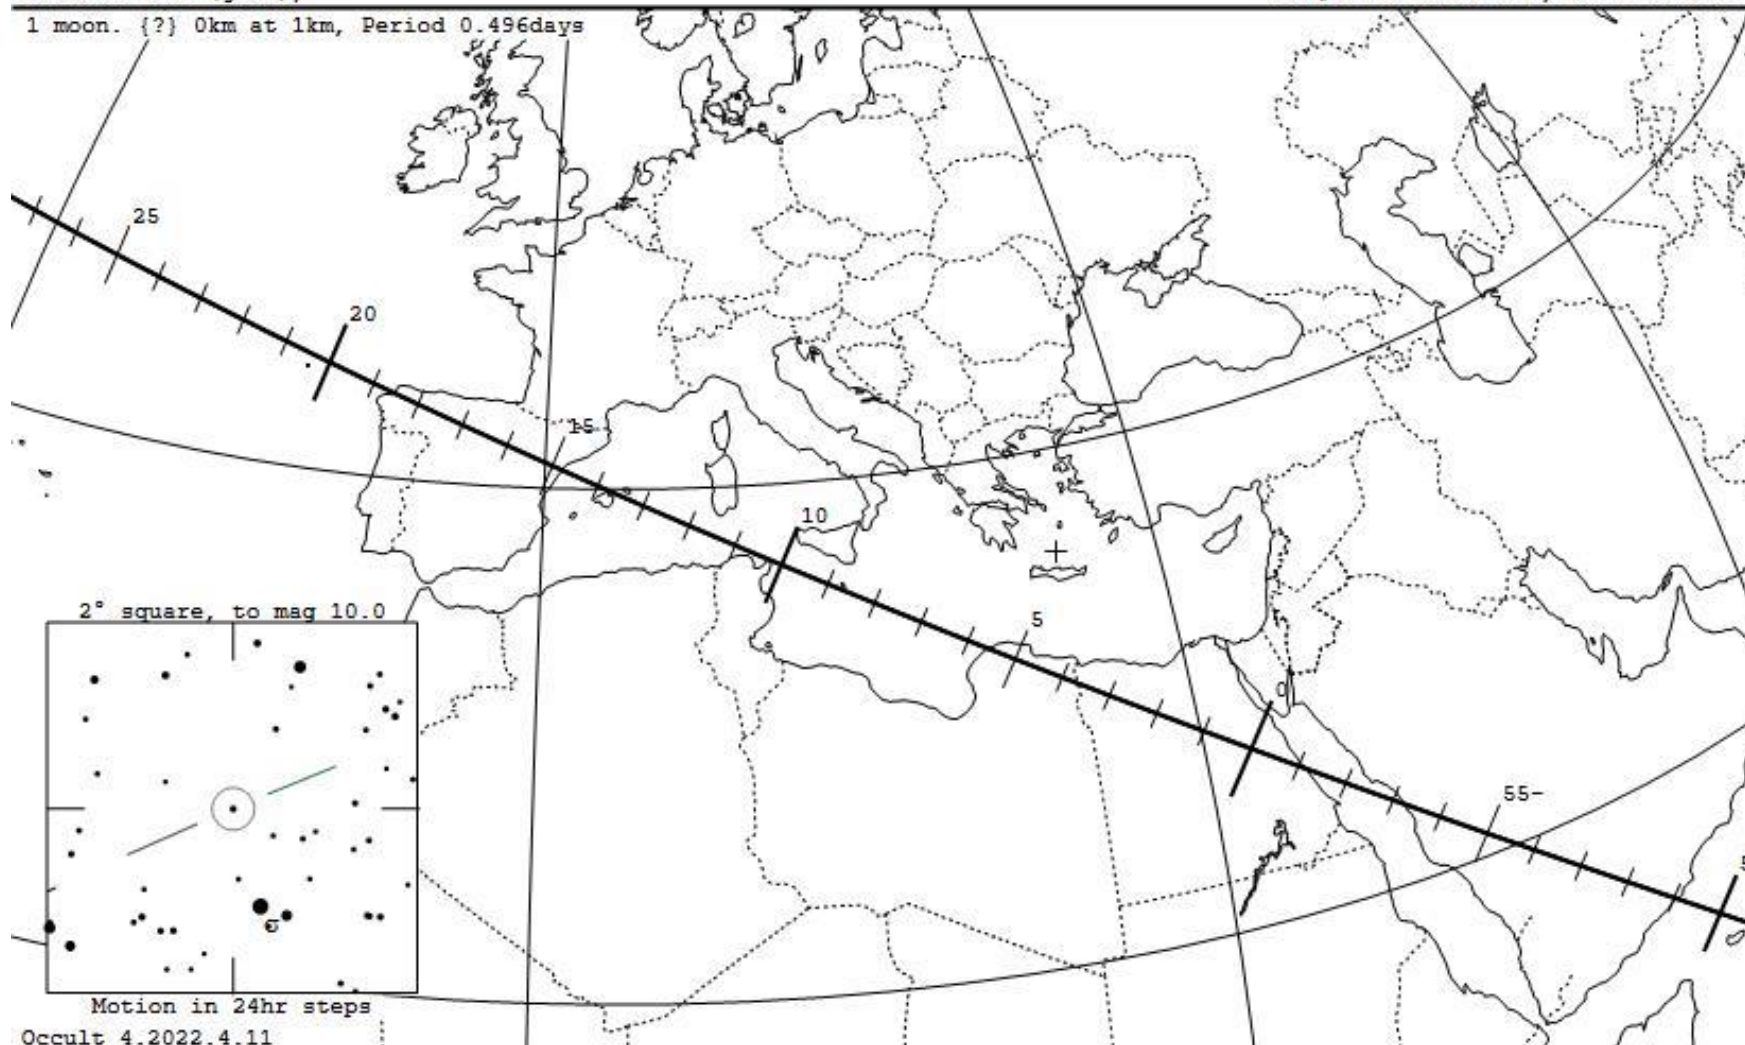 1 moon. {?} 0km at 1km, Period 0.496days
25
20
15
10
5
0
55-
2° square, to mag 10.0
Motion in 24hr steps
Occult 4.2022.4.11